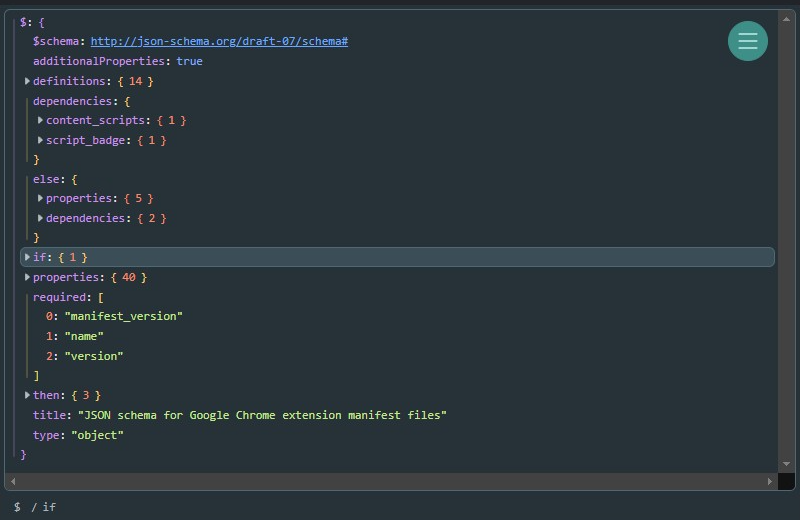 $: {
$schema: http://json-schema.org/draft-07/schema#
additionalProperties: true
definitions: { 14 }
dependencies: {
content_scripts: { 1 }
script_badge: { 1 }
}
else: {
properties: { 5 }
dependencies: { 2 }
}
if: { 1 }
properties: { 40 }
required: [
0: "manifest_version"
1: "name"
2: "version"
]
then: { 3 }
title: "JSON schema for Google Chrome extension manifest files"
type: "object"
}
$ / if